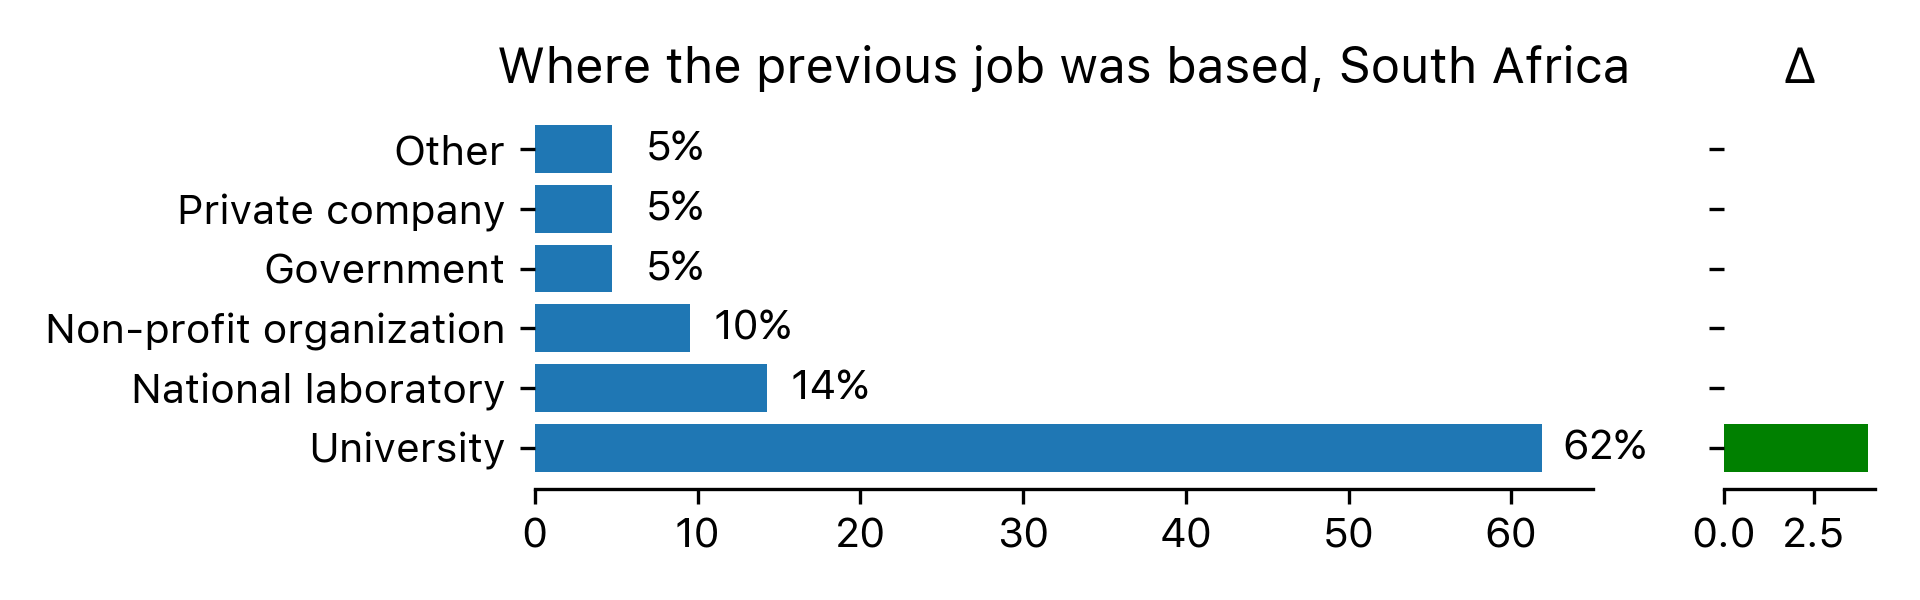 Where the previous job was based, South Africa Δ
Other 5%
Private company 5%
Government 5%
Non-profit organization 10%
National laboratory 14%
University 62%
0 10 20 30 40 50 60 0.0 2.5